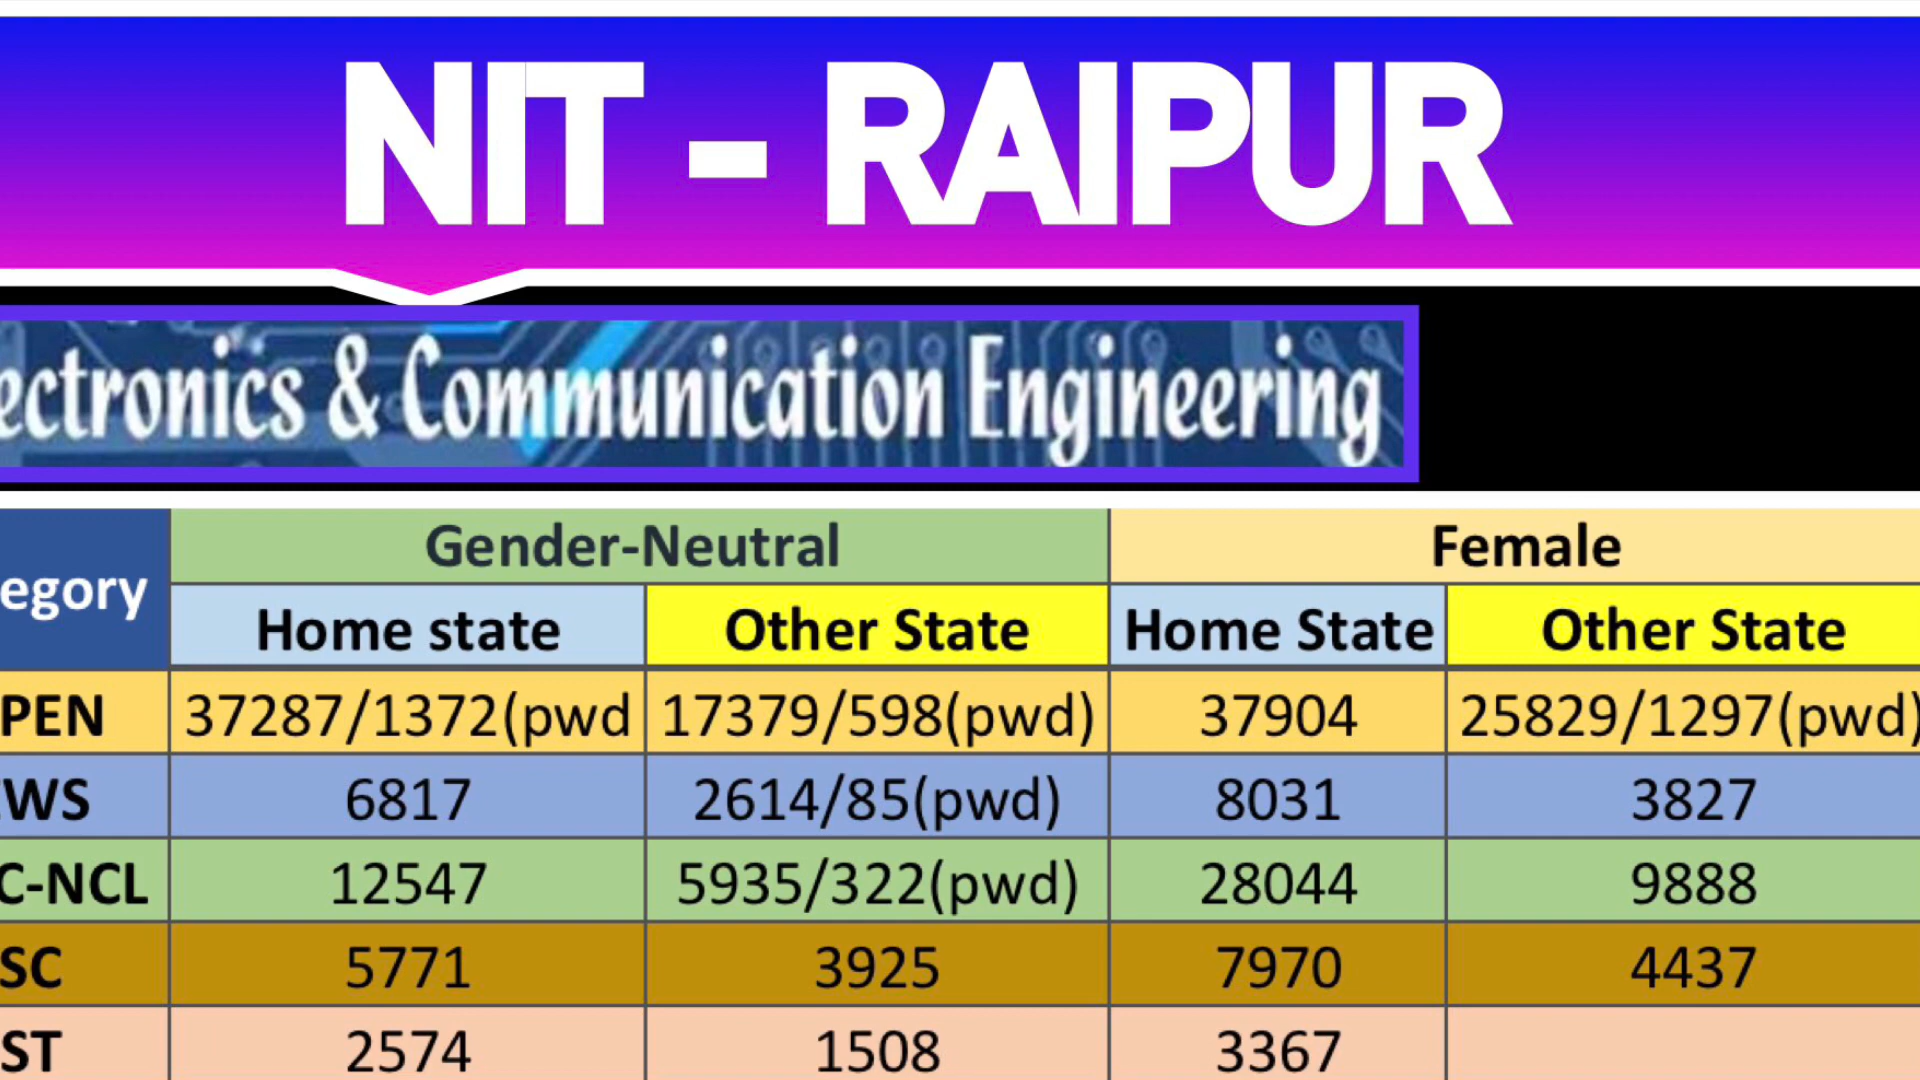 NIT - RAIPUR
ectronics & Communication Engineering
egory Gender-Neutral Female
Home state Other State Home State Other State
PEN 37287/1372(pwd 17379/598(pwd) 37904 25829/1297(pwd)
WS 6817 2614/85(pwd) 8031 3827
C-NCL 12547 5935/322(pwd) 28044 9888
SC 5771 3925 7970 4437
ST 2574 1508 3367